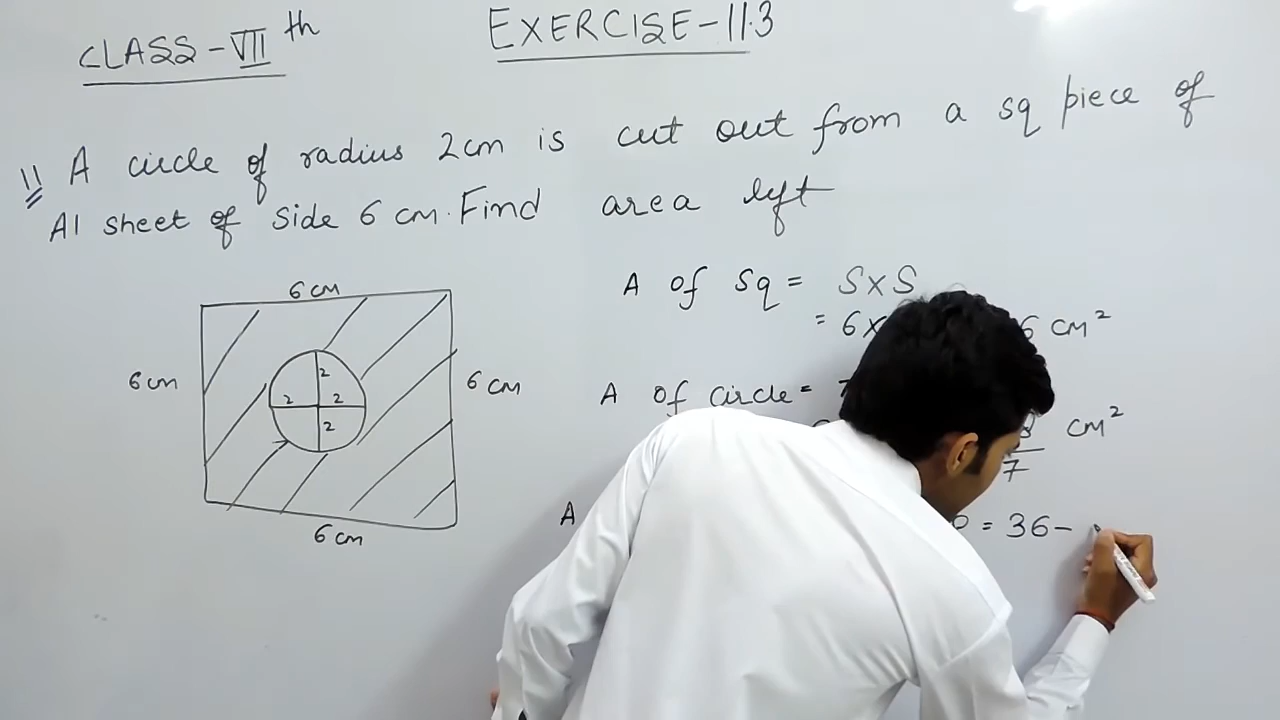 CLASS-VII th
EXERCISE-11.3
11 A circle of radius 2cm is cut out from a sq piece of
Al sheet of side 6 cm. Find area left
6 cm
6 cm
6 cm
6 cm
2
2
2
2
A of Sq = S×S
= 6× 6 cm²
A of circle =
cm²
7
A
= 36-